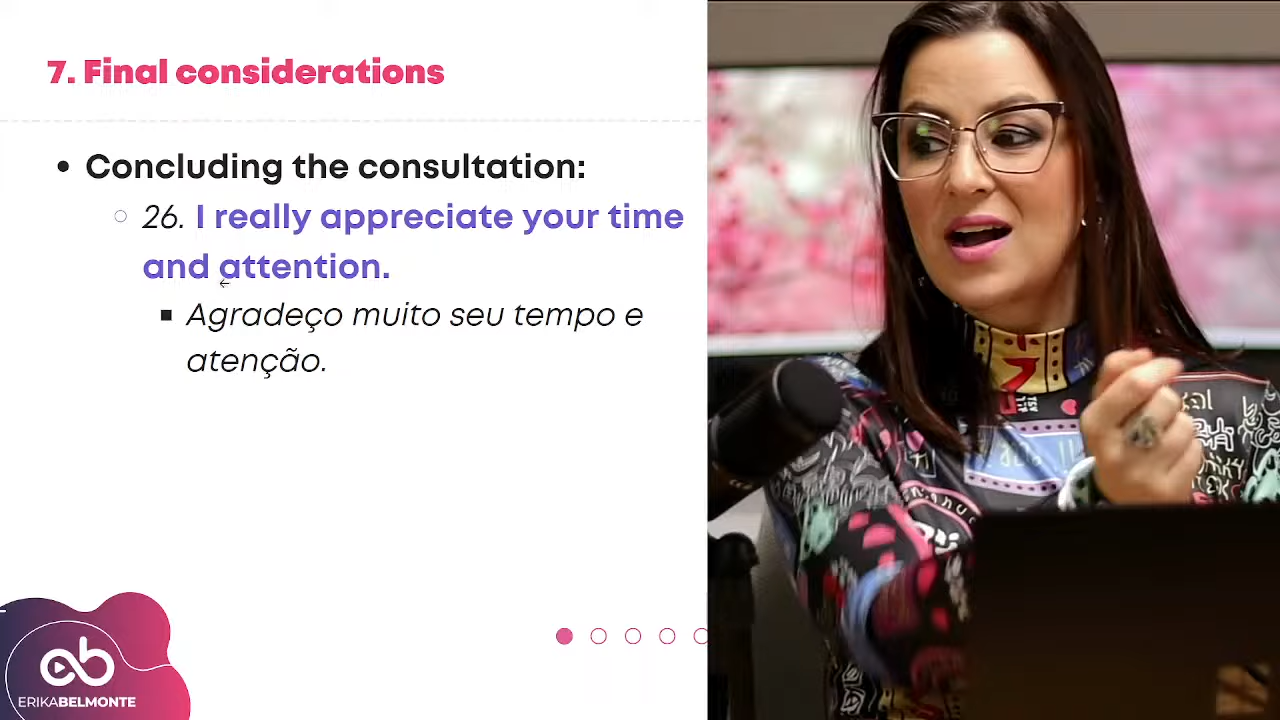 7. Final considerations
• Concluding the consultation:
26. I really appreciate your time
and attention.
Agradeço muito seu tempo e
atenção.
eb
ERIKABELMONTE